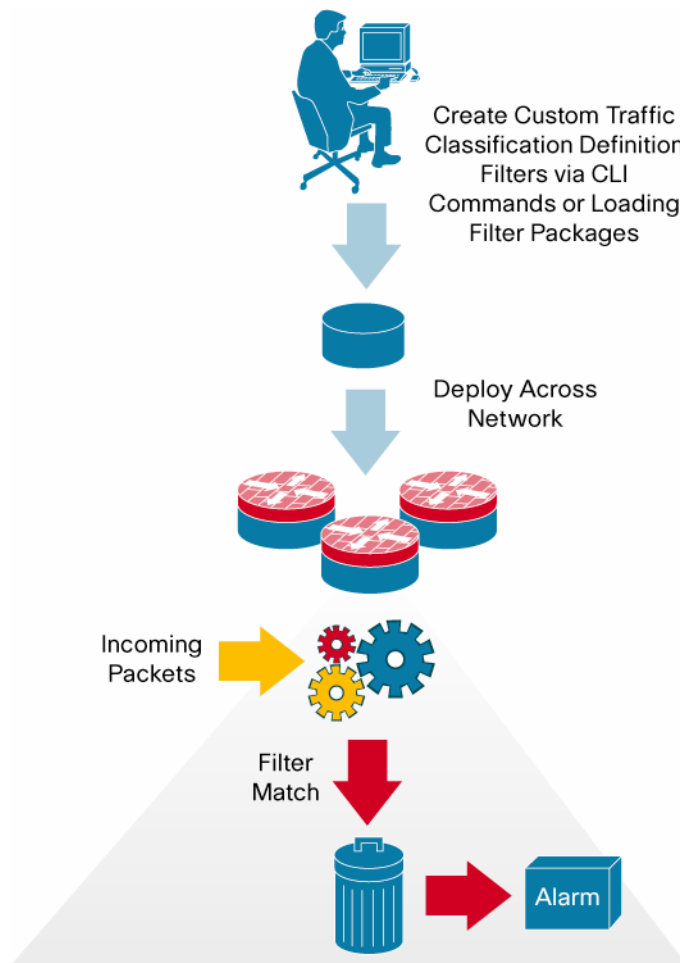 Create Custom Traffic
Classification Definition
Filters via CLI
Commands or Loading
Filter Packages
Deploy Across
Network
Incoming
Packets
Filter
Match
Alarm